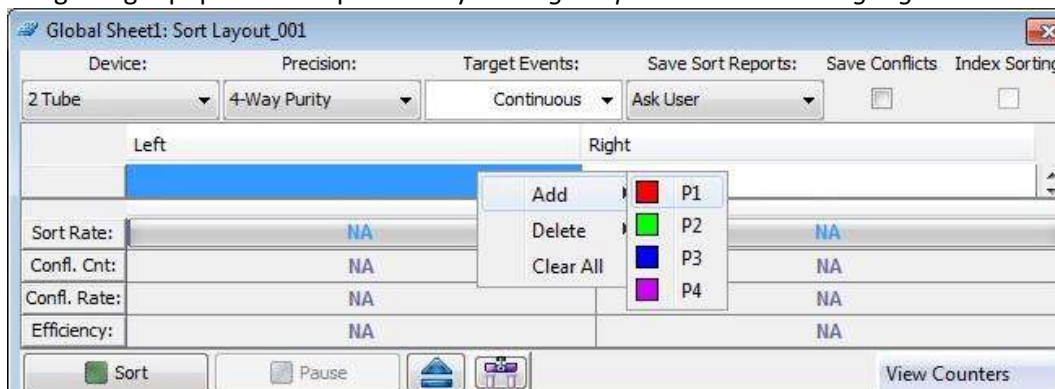 Global Sheet1: Sort Layout_001
Device: Precision: Target Events: Save Sort Reports: Save Conflicts Index Sorting
2 Tube 4-Way Purity Continuous Ask User
Left Right
Add P1
Delete P2
Clear All P3
P4
Sort Rate: NA NA
Confl. Cnt: NA NA
Confl. Rate: NA NA
Efficiency: NA NA
Sort Pause View Counters